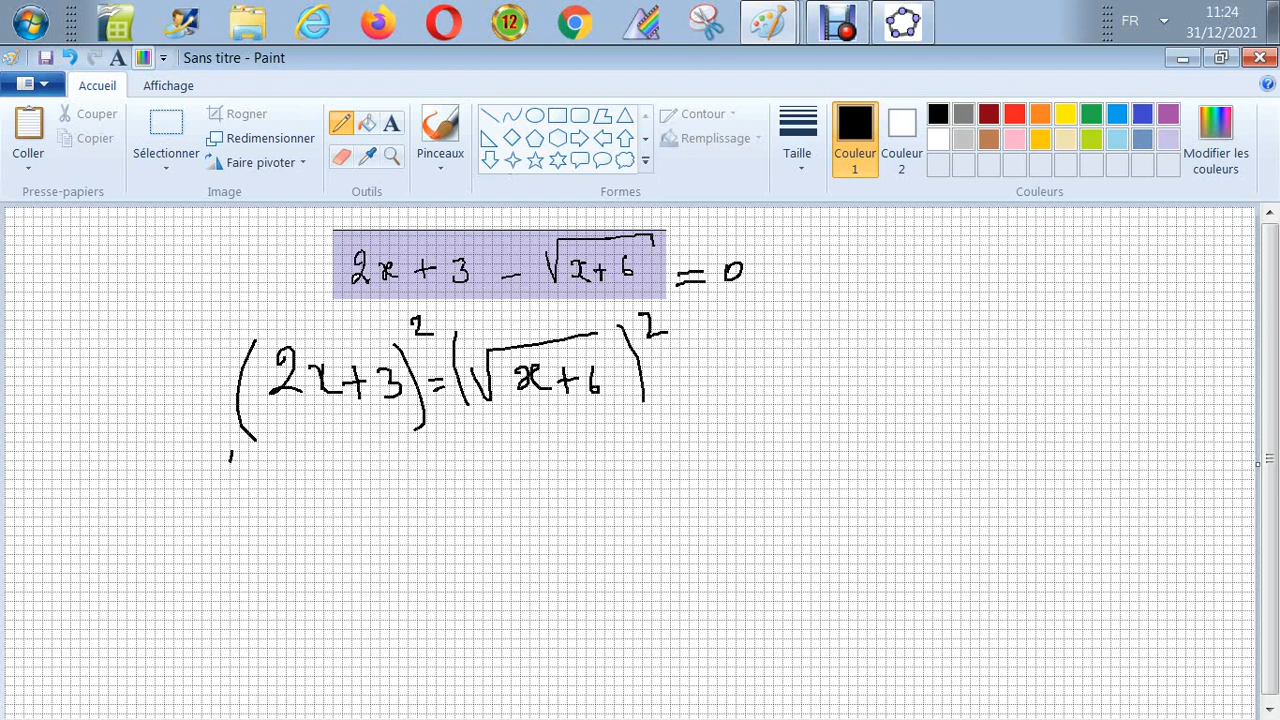 12
FR
11:24
31/12/2021
Sans titre - Paint
Accueil
Affichage
Coller
Couper
Copier
Presse-papiers
Sélectionner
Rogner
Redimensionner
Faire pivoter
Image
Outils
Pinceaux
Formes
Contour
Remplissage
Taille
Couleur 1
Couleur 2
Modifier les couleurs
Couleurs
2x + 3 - √(x+6) = 0
(2x+3)² = (√(x+6))²